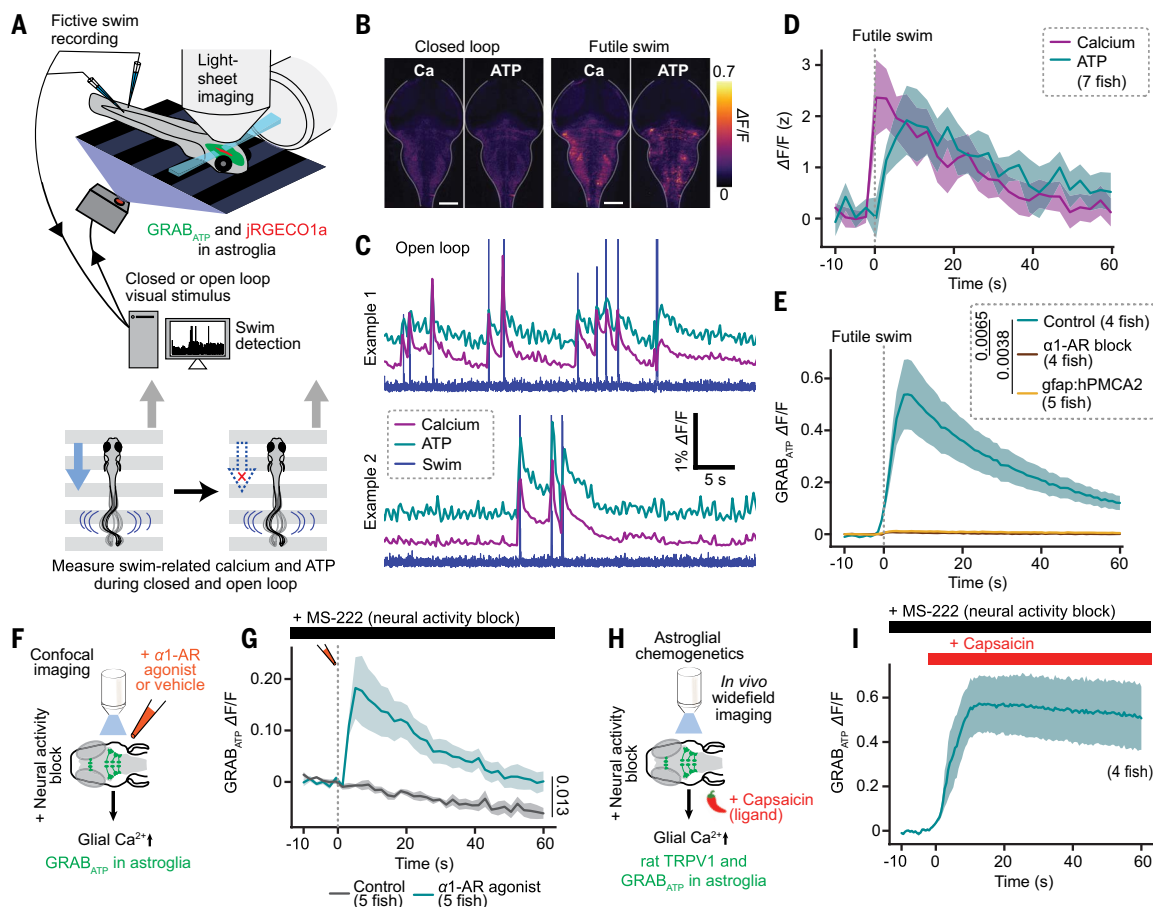 A
Fictive swim
recording
Light-
sheet
imaging
GRAB_ATP and jRGECO1a
in astroglia
Closed or open loop
visual stimulus
Swim
detection
Measure swim-related calcium and ATP
during closed and open loop
B
Closed loop
Futile swim
Ca
ATP
Ca
ATP
0.7
ΔF/F
0
C
Open loop
Example 1
Example 2
Calcium
ATP
Swim
1% ΔF/F
5 s
D
Futile swim
Calcium
ATP
(7 fish)
ΔF/F (z)
3
2
1
0
-10 0 20 40 60
Time (s)
E
Futile swim
0.0065
0.0038
Control (4 fish)
α1-AR block
(4 fish)
gfap:hPMCA2
(5 fish)
GRAB_ATP ΔF/F
0.6
0.4
0.2
0
-10 0 20 40 60
Time (s)
F
Confocal
imaging
+ α1-AR
agonist
or vehicle
+ Neural activity
block
Glial Ca²⁺⬆
GRAB_ATP in astroglia
G
+ MS-222 (neural activity block)
GRAB_ATP ΔF/F
0.20
0.10
0
0.013
-10 0 20 40 60
Time (s)
Control
(5 fish)
α1-AR agonist
(5 fish)
H
Astroglial
chemogenetics
In vivo
widefield
imaging
+ Neural activity
block
+ Capsaicin
(ligand)
Glial Ca²⁺⬆
rat TRPV1 and
GRAB_ATP in astroglia
I
+ MS-222 (neural activity block)
+ Capsaicin
GRAB_ATP ΔF/F
0.6
0.4
0.2
0
(4 fish)
-10 0 20 40 60
Time (s)